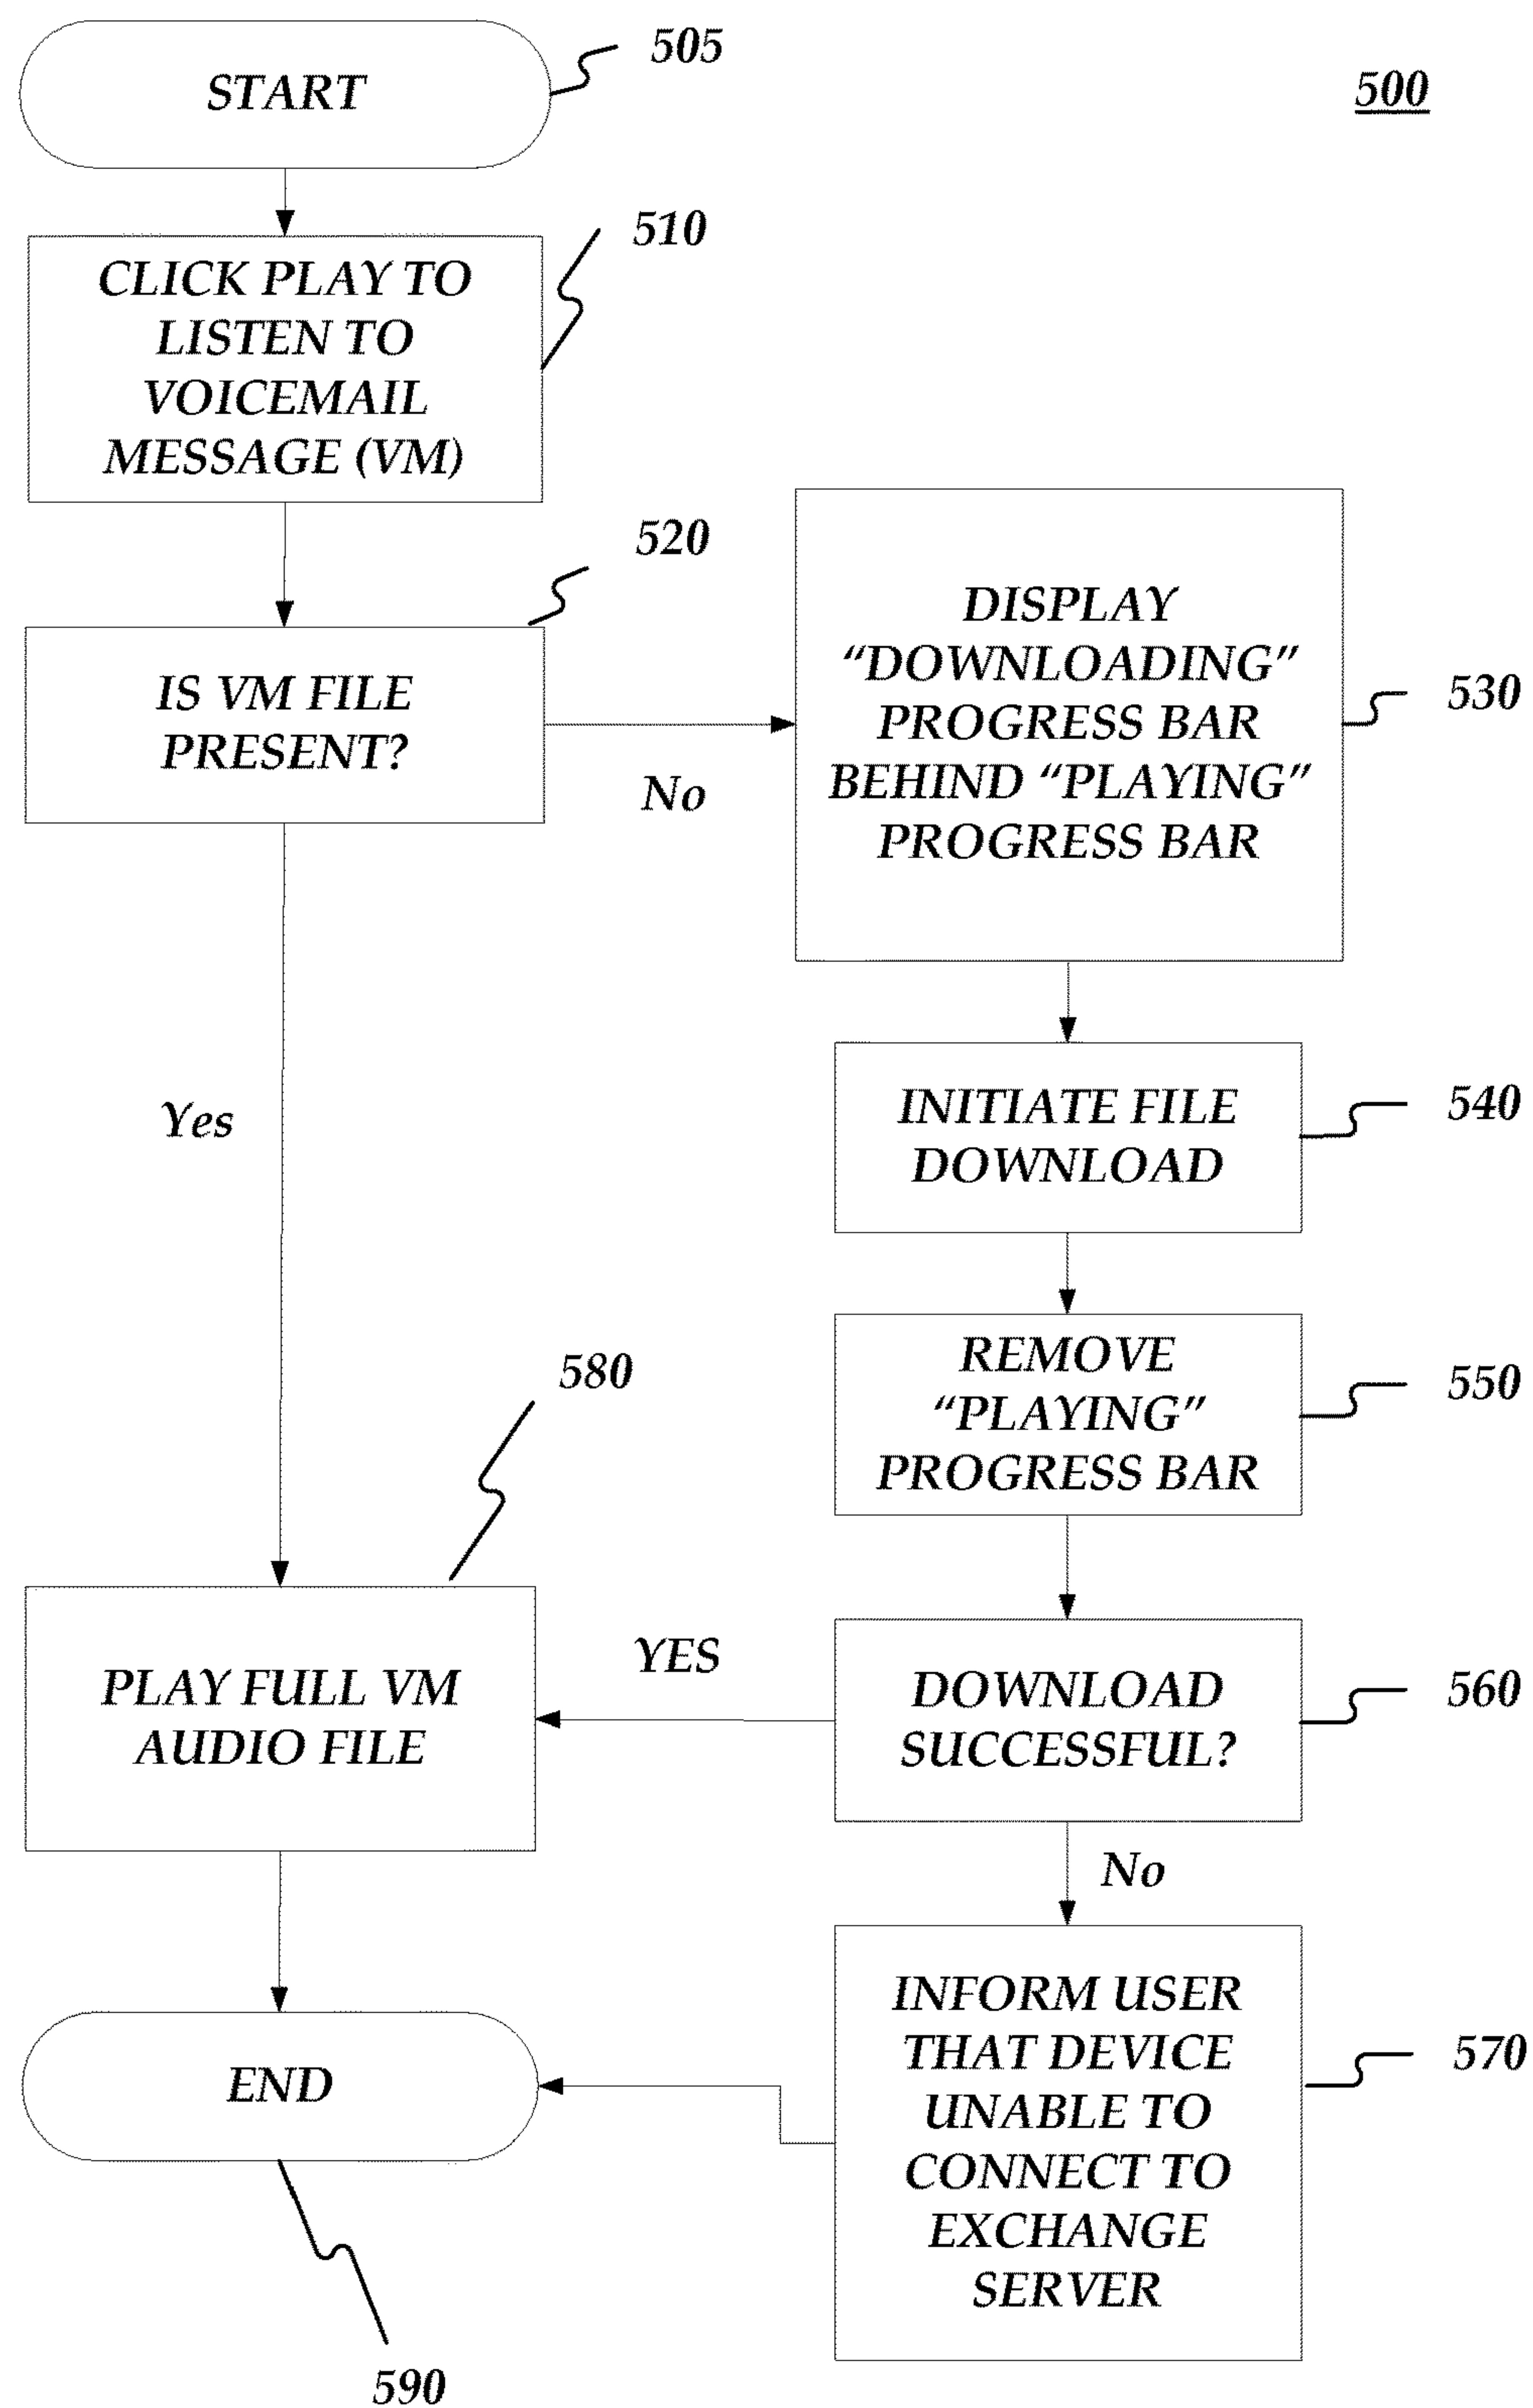 START
505
500
CLICK PLAY TO
LISTEN TO
VOICEMAIL
MESSAGE (VM)
510
IS VM FILE
PRESENT?
520
No
Yes
DISPLAY
“DOWNLOADING”
PROGRESS BAR
BEHIND “PLAYING”
PROGRESS BAR
530
INITIATE FILE
DOWNLOAD
540
REMOVE
“PLAYING”
PROGRESS BAR
550
DOWNLOAD
SUCCESSFUL?
560
YES
No
PLAY FULL VM
AUDIO FILE
580
INFORM USER
THAT DEVICE
UNABLE TO
CONNECT TO
EXCHANGE
SERVER
570
END
590